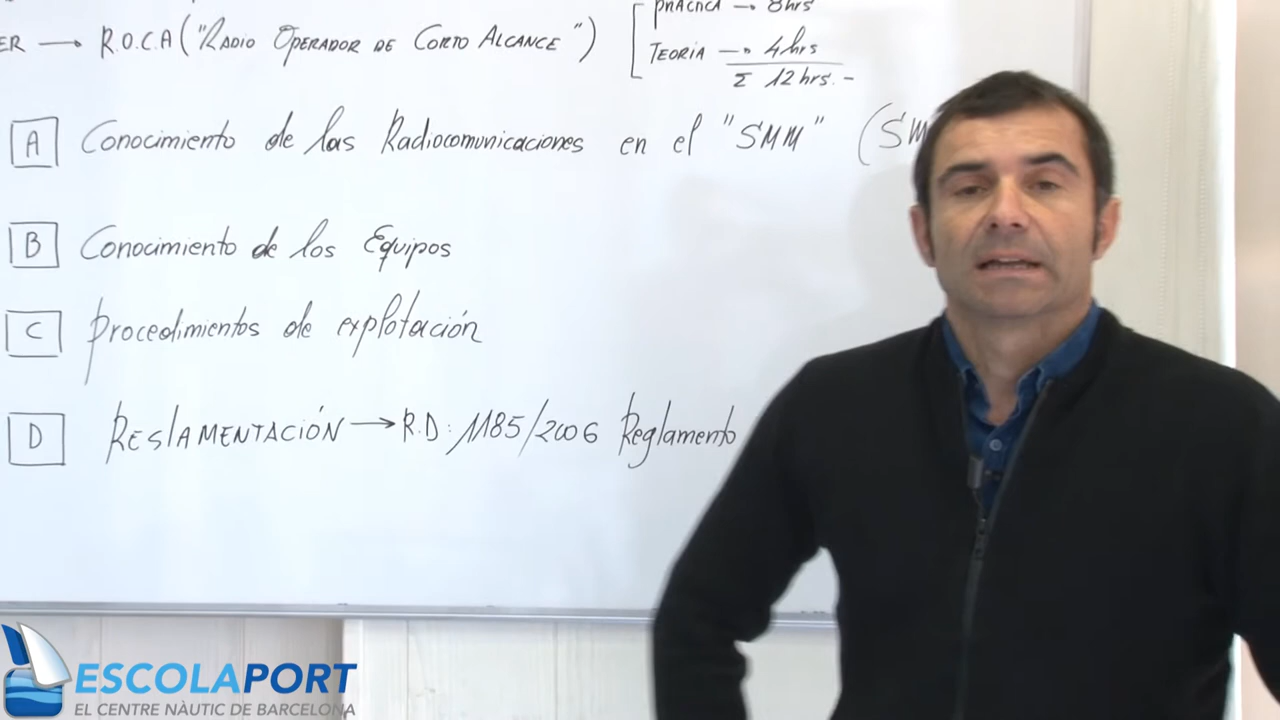 ER → R.O.C.A ("RADIO OPERADOR DE CORTO ALCANCE")
PRÁCTICA → 8hrs
TEORÍA → 4hrs
Σ 12hrs.-
A Conocimiento de las Radiocomunicaciones en el "SMM" (SM
B Conocimiento de los Equipos
C Procedimientos de explotación
D REGLAMENTACIÓN → R.D: 1185/2006 Reglamento
ESCOLAPORT
EL CENTRE NÀUTIC DE BARCELONA